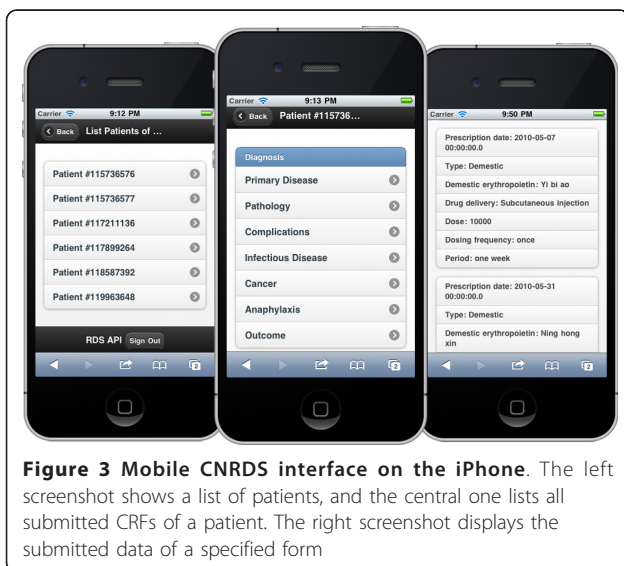 Carrier 9:12 PM
Back List Patients of ...
Patient #115736576
Patient #115736577
Patient #117211136
Patient #117899264
Patient #118587392
Patient #119963648
RDS API Sign Out
2
Carrier 9:13 PM
Back Patient #115736...
Diagnosis
Primary Disease
Pathology
Complications
Infectious Disease
Cancer
Anaphylaxis
Outcome
2
Carrier 9:50 PM
Prescription date: 2010-05-07
00:00:00.0
Type: Demestic
Demestic erythropoietin: Yi bi ao
Drug delivery: Subcutaneous injection
Dose: 10000
Dosing frequency: once
Period: one week
Prescription date: 2010-05-31
00:00:00.0
Type: Demestic
Demestic erythropoietin: Ning hong
xin
2
Figure 3 Mobile CNRDS interface on the iPhone. The left
screenshot shows a list of patients, and the central one lists all
submitted CRFs of a patient. The right screenshot displays the
submitted data of a specified form